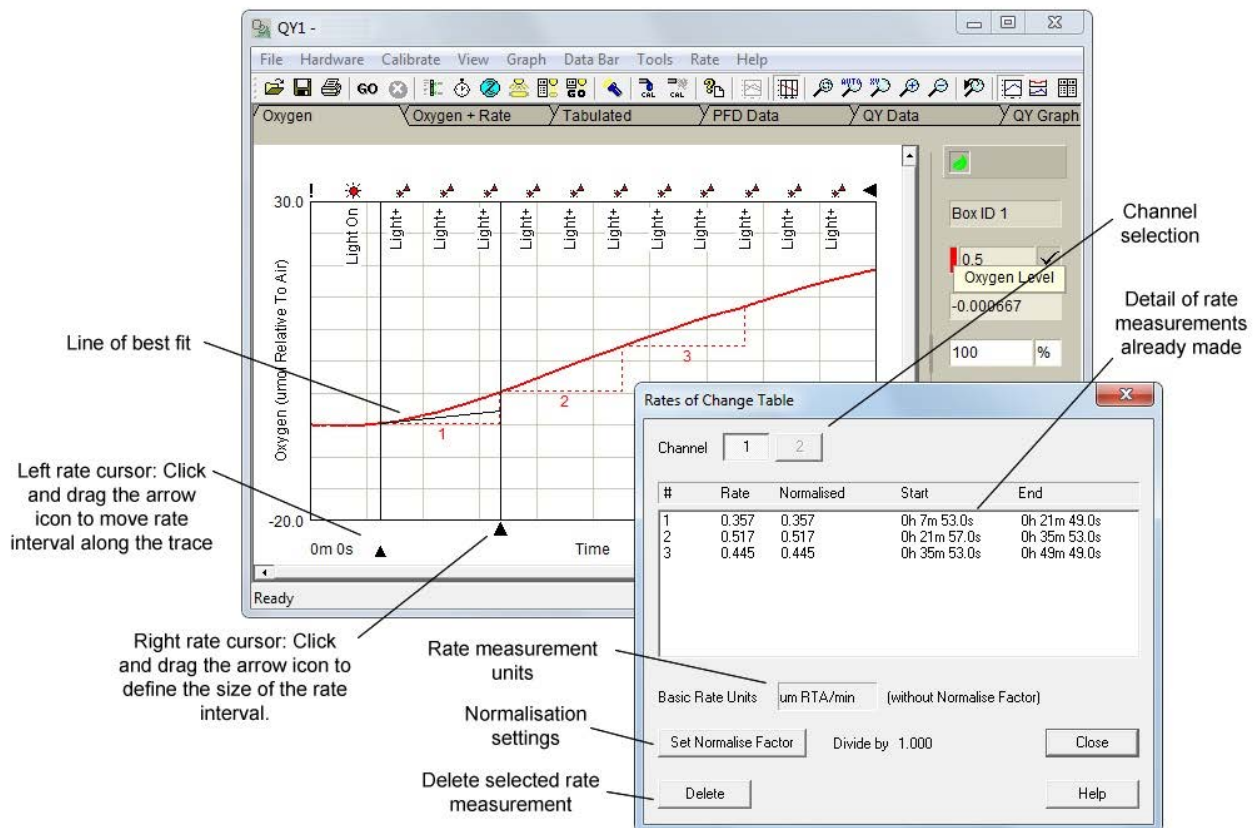 QY1 -
File Hardware Calibrate View Graph Data Bar Tools Rate Help
GO AUTO XY GO CAL CAL
Oxygen Oxygen + Rate Tabulated PFD Data QY Data QY Graph
30.0
-20.0
Oxygen (umol Relative To Air)
Light On
Light+
Light+
Light+
Light+
Light+
Light+
Light+
Light+
Light+
Light+
Light+
1
2
3
0m 0s
Time
Ready
Box ID 1
0.5
Oxygen Level
-0.000667
100 %
Channel
selection
Detail of rate
measurements
already made
Line of best fit
Left rate cursor: Click
and drag the arrow
icon to move rate
interval along the trace
Right rate cursor: Click
and drag the arrow icon to
define the size of the rate
interval.
Rate measurement
units
Normalisation
settings
Delete selected rate
measurement
Rates of Change Table
Channel 1 2
# Rate Normalised Start End
1 0.357 0.357 0h 7m 53.0s 0h 21m 49.0s
2 0.517 0.517 0h 21m 57.0s 0h 35m 53.0s
3 0.445 0.445 0h 35m 53.0s 0h 49m 49.0s
Basic Rate Units um RTA/min (without Normalise Factor)
Set Normalise Factor Divide by 1.000 Close
Delete Help